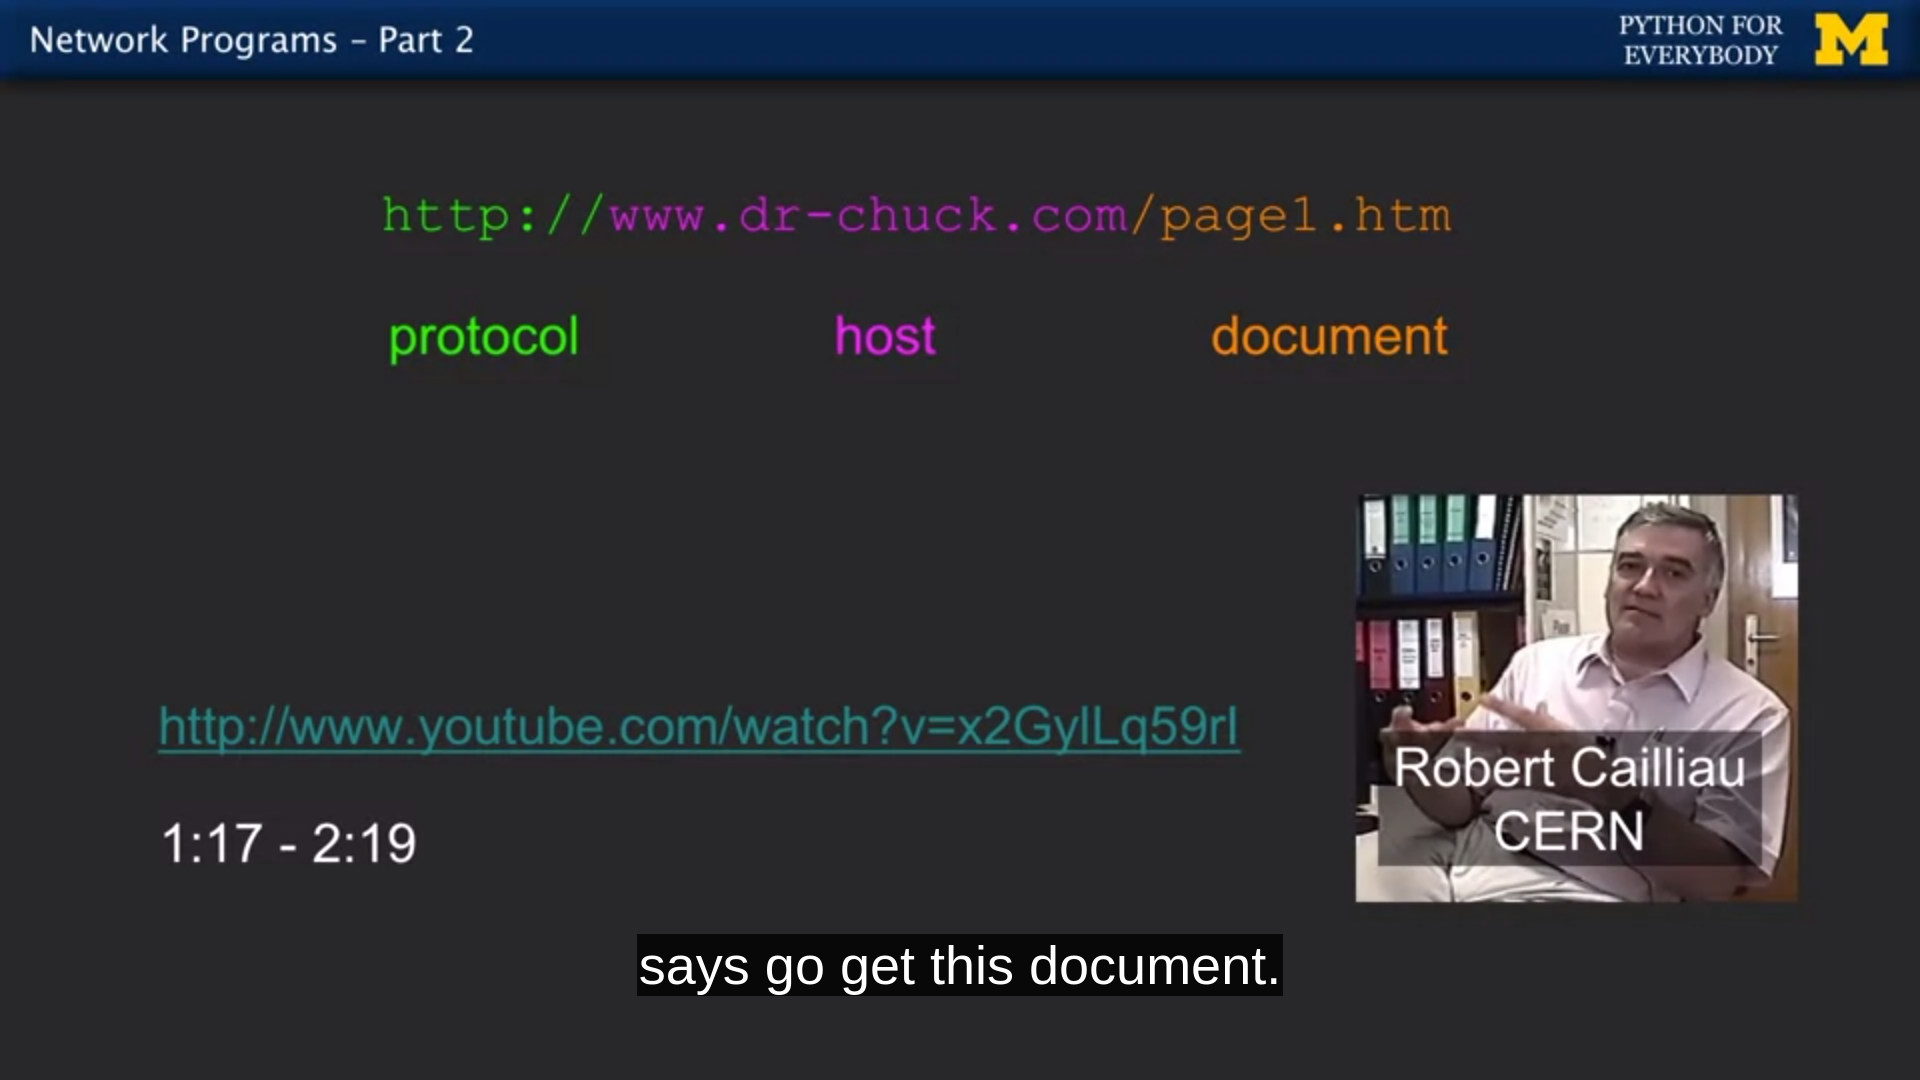 Network Programs – Part 2
PYTHON FOR
EVERYBODY
M
http://www.dr-chuck.com/page1.htm
protocol host document
http://www.youtube.com/watch?v=x2GylLq59rI
1:17 - 2:19
Robert Cailliau
CERN
says go get this document.